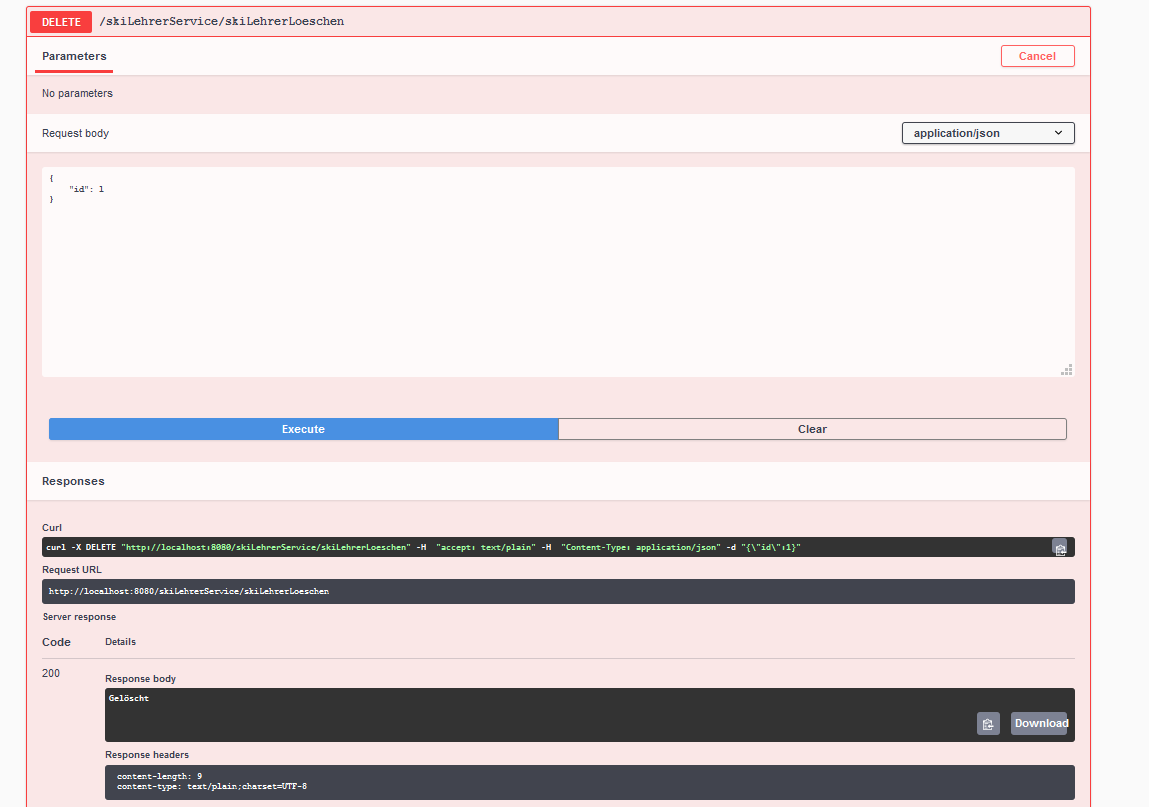 DELETE /skiLehrerService/skiLehrerLoeschen
Parameters
Cancel
No parameters
Request body
application/json
{
"id": 1
}
Execute
Clear
Responses
Curl
curl -X DELETE "http://localhost:8080/skiLehrerService/skiLehrerLoeschen" -H  "accept: text/plain" -H  "Content-Type: application/json" -d "{\"id\":1}"
Request URL
http://localhost:8080/skiLehrerService/skiLehrerLoeschen
Server response
Code
Details
200
Response body
Gelöscht
Download
Response headers
content-length: 9
content-type: text/plain;charset=UTF-8